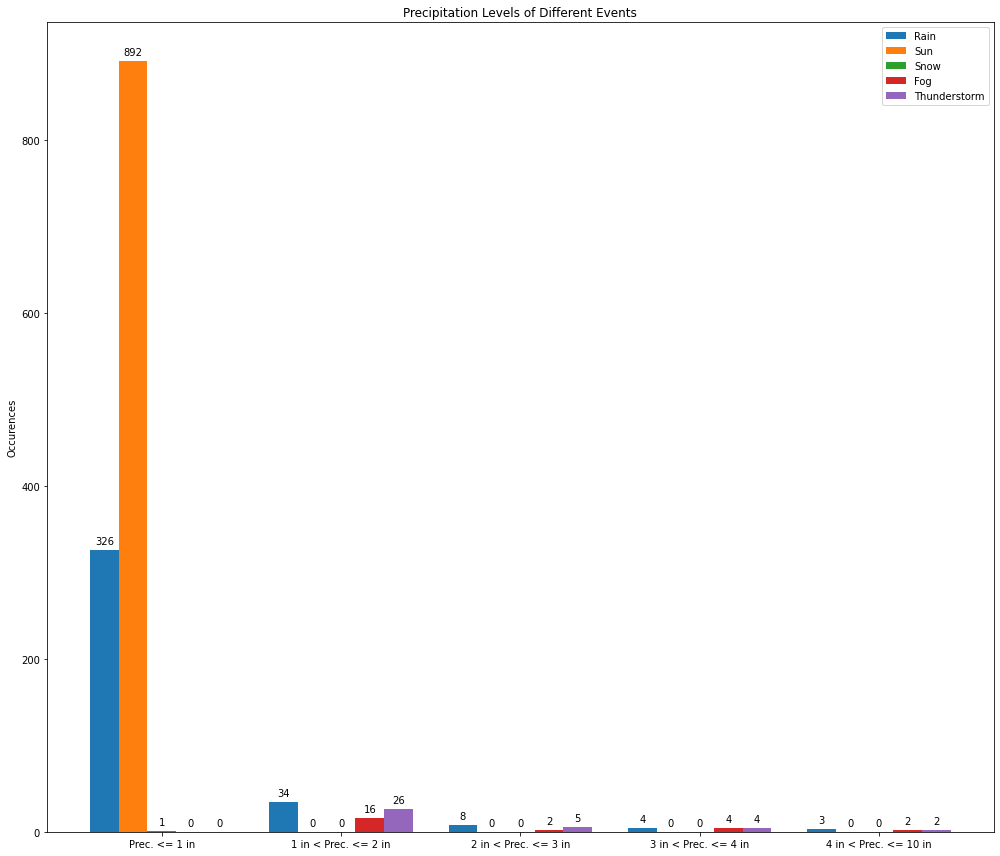 Precipitation Levels of Different Events
Rain
Sun
Snow
Fog
Thunderstorm
Occurences
800
600
400
200
0
892
326
1
0
0
34
0
0
16
26
8
0
0
2
5
4
0
0
4
4
3
0
0
2
2
Prec. <= 1 in
1 in < Prec. <= 2 in
2 in < Prec. <= 3 in
3 in < Prec. <= 4 in
4 in < Prec. <= 10 in